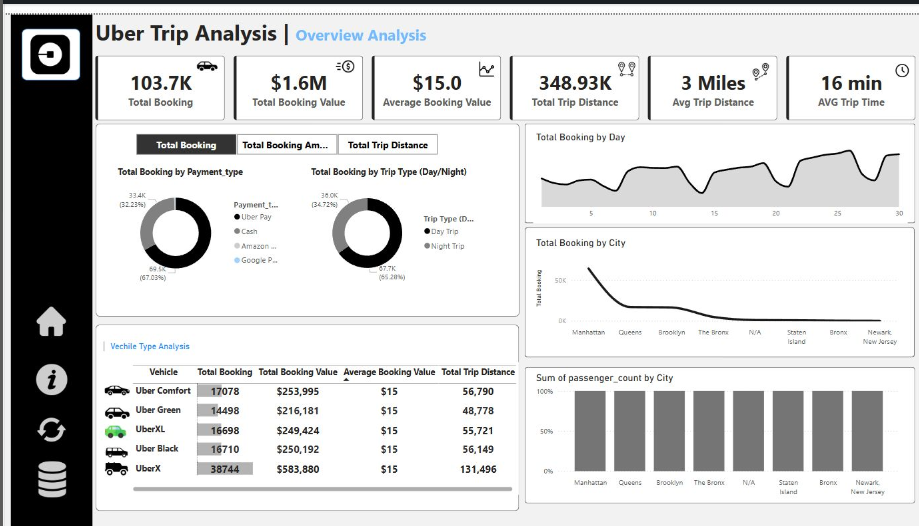 Uber Trip Analysis | Overview Analysis
103.7K
Total Booking
$1.6M
Total Booking Value
$15.0
Average Booking Value
348.93K
Total Trip Distance
3 Miles
Avg Trip Distance
16 min
AVG Trip Time
Total Booking
Total Booking Am...
Total Trip Distance
Total Booking by Payment_type
33.4K
(32.23%)
69.5K
(67.03%)
Payment_t...
Uber Pay
Cash
Amazon ...
Google P...
Total Booking by Trip Type (Day/Night)
36.0K
(34.72%)
67.7K
(65.28%)
Trip Type (D...
Day Trip
Night Trip
Total Booking by Day
5 10 15 20 25 30
Total Booking by City
Total Booking
50K
0K
Manhattan Queens Brooklyn The Bronx N/A Staten Island Bronx Newark, New Jersey
Vechile Type Analysis
Vehicle Total Booking Total Booking Value Average Booking Value Total Trip Distance
Uber Comfort 17078 $253,995 $15 56,790
Uber Green 14498 $216,181 $15 48,778
UberXL 16698 $249,424 $15 55,721
Uber Black 16710 $250,192 $15 56,149
UberX 38744 $583,880 $15 131,496
Sum of passenger_count by City
100%
50%
0%
Manhattan Queens Brooklyn The Bronx N/A Staten Island Bronx Newark, New Jersey